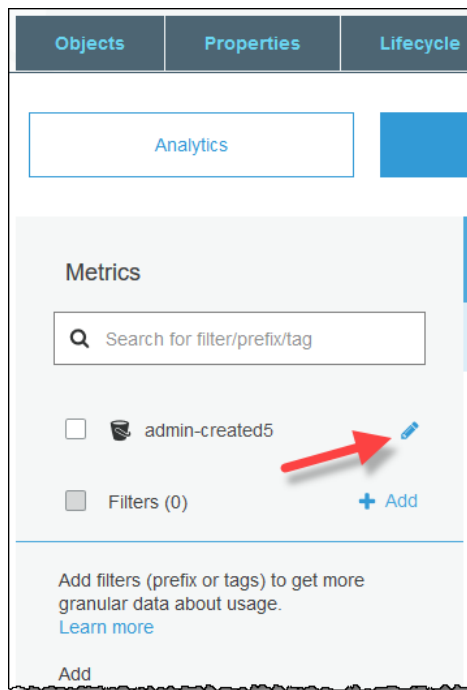 Objects Properties Lifecycle
Analytics
Metrics
Search for filter/prefix/tag
admin-created5
Filters (0) Add
Add filters (prefix or tags) to get more
granular data about usage.
Learn more
Add